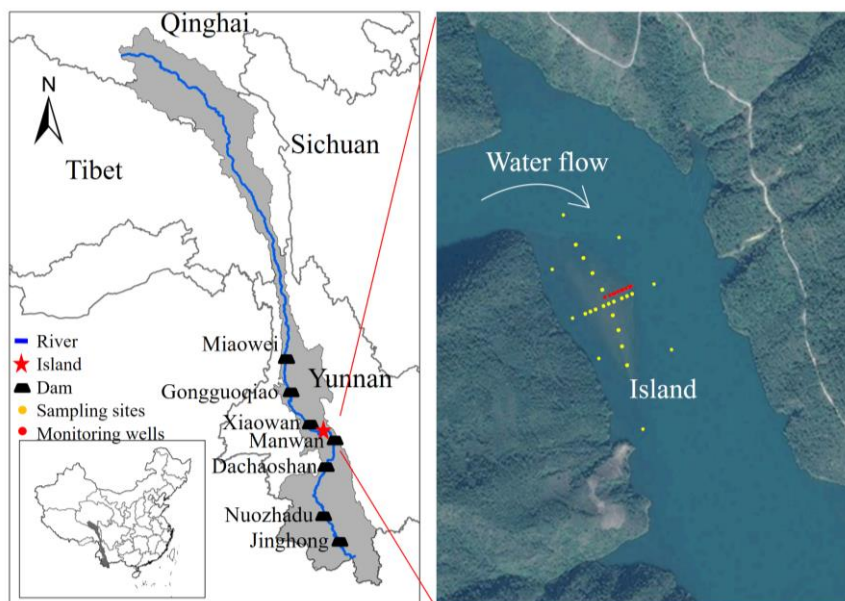 Qinghai
N
Tibet
Sichuan
River
Island
Dam
Sampling sites
Monitoring wells
Miaowei
Yunnan
Gongguoqiao
Xiaowan
Manwan
Dachaoshan
Nuozhadu
Jinghong
Water flow
Island